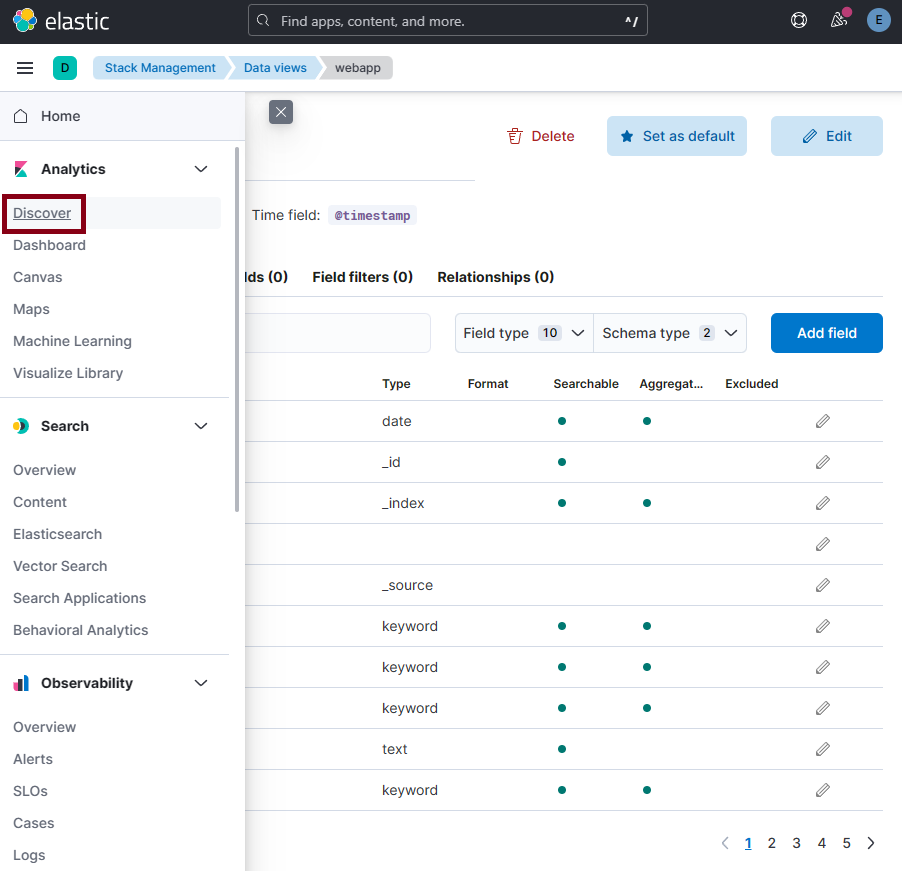 elastic
Find apps, content, and more.
^/
E
D
Stack Management
Data views
webapp
Home
Analytics
Discover
Dashboard
Canvas
Maps
Machine Learning
Visualize Library
Search
Overview
Content
Elasticsearch
Vector Search
Search Applications
Behavioral Analytics
Observability
Overview
Alerts
SLOs
Cases
Logs
Delete
Set as default
Edit
Time field: @timestamp
lds (0) Field filters (0) Relationships (0)
Field type 10 Schema type 2 Add field
Type Format Searchable Aggregat... Excluded
date
_id
_index
_source
keyword
keyword
keyword
text
keyword
1 2 3 4 5